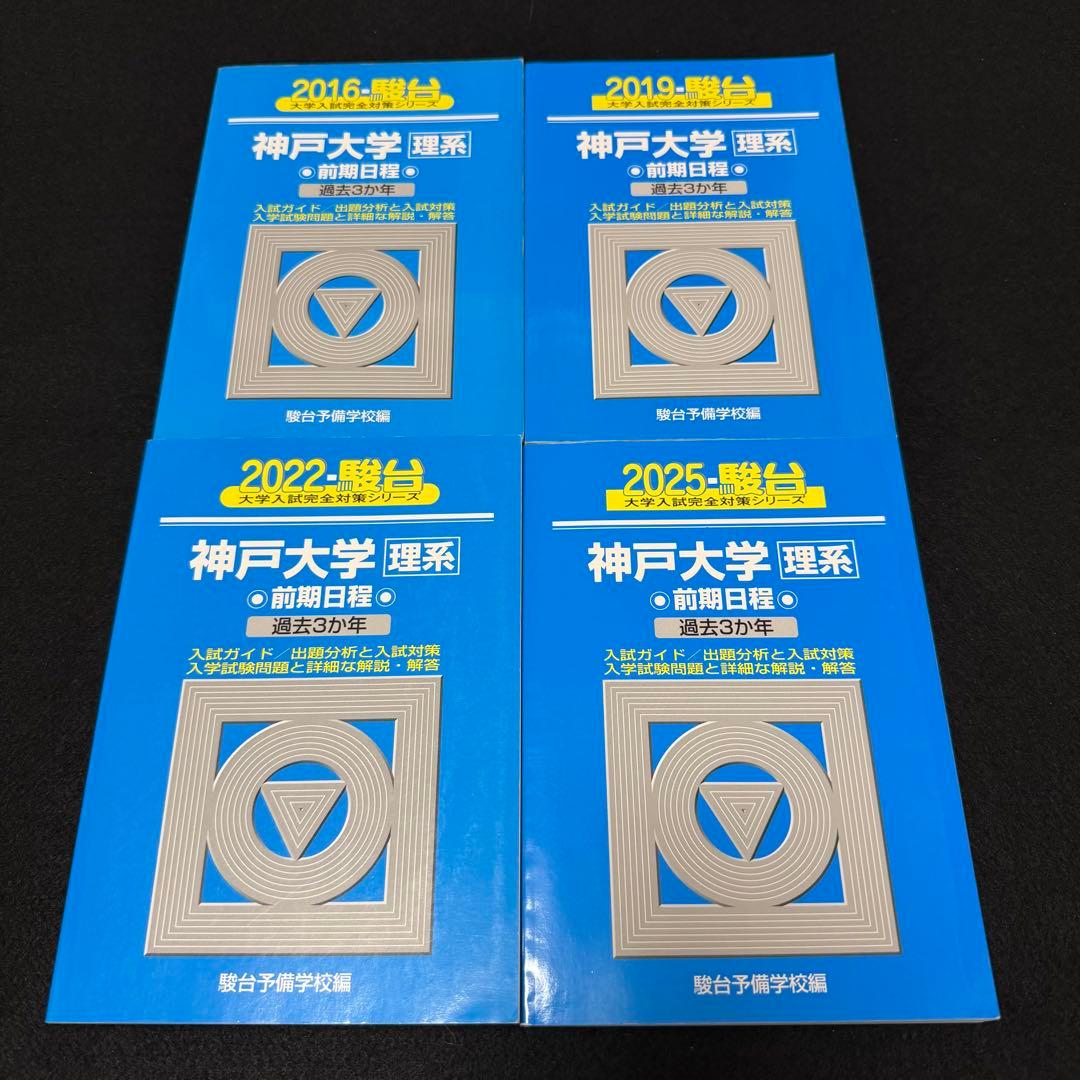 2016-駿台
大学入試完全対策シリーズ
神戸大学 理系
前期日程
過去3か年
入試ガイド/出題分析と入試対策
入学試験問題と詳細な解説・解答
駿台予備学校編
2019-駿台
大学入試完全対策シリーズ
神戸大学 理系
前期日程
過去3か年
入試ガイド/出題分析と入試対策
入学試験問題と詳細な解説・解答
駿台予備学校編
2022-駿台
大学入試完全対策シリーズ
神戸大学 理系
前期日程
過去3か年
入試ガイド/出題分析と入試対策
入学試験問題と詳細な解説・解答
駿台予備学校編
2025-駿台
大学入試完全対策シリーズ
神戸大学 理系
前期日程
過去3か年
入試ガイド/出題分析と入試対策
入学試験問題と詳細な解説・解答
駿台予備学校編